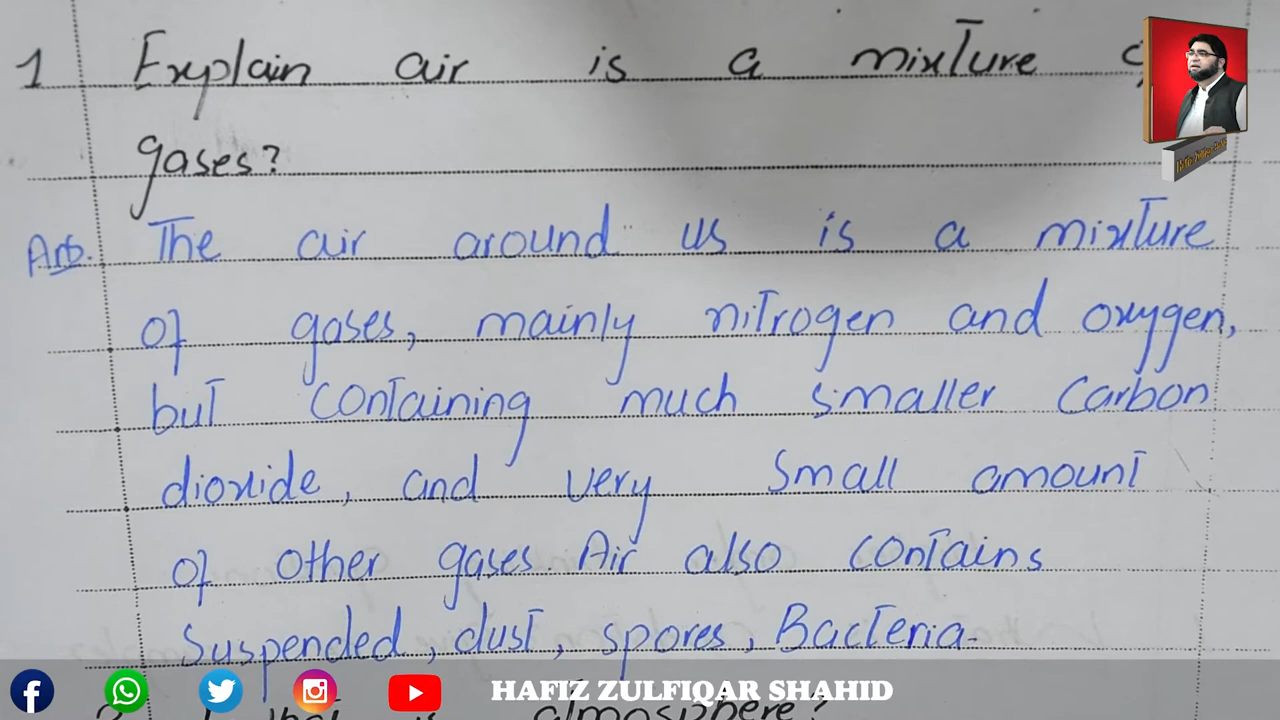 1 Explain air is a mixture
gases?
Ans. The air around us is a mixture
of gases, mainly nitrogen and oxygen,
but containing much smaller Carbon
dioxide, and very small amount
of other gases. Air also contains
Suspended, dust, spores, Bacteria.
HAFIZ ZULFIQAR SHAHID
is atmosphere?